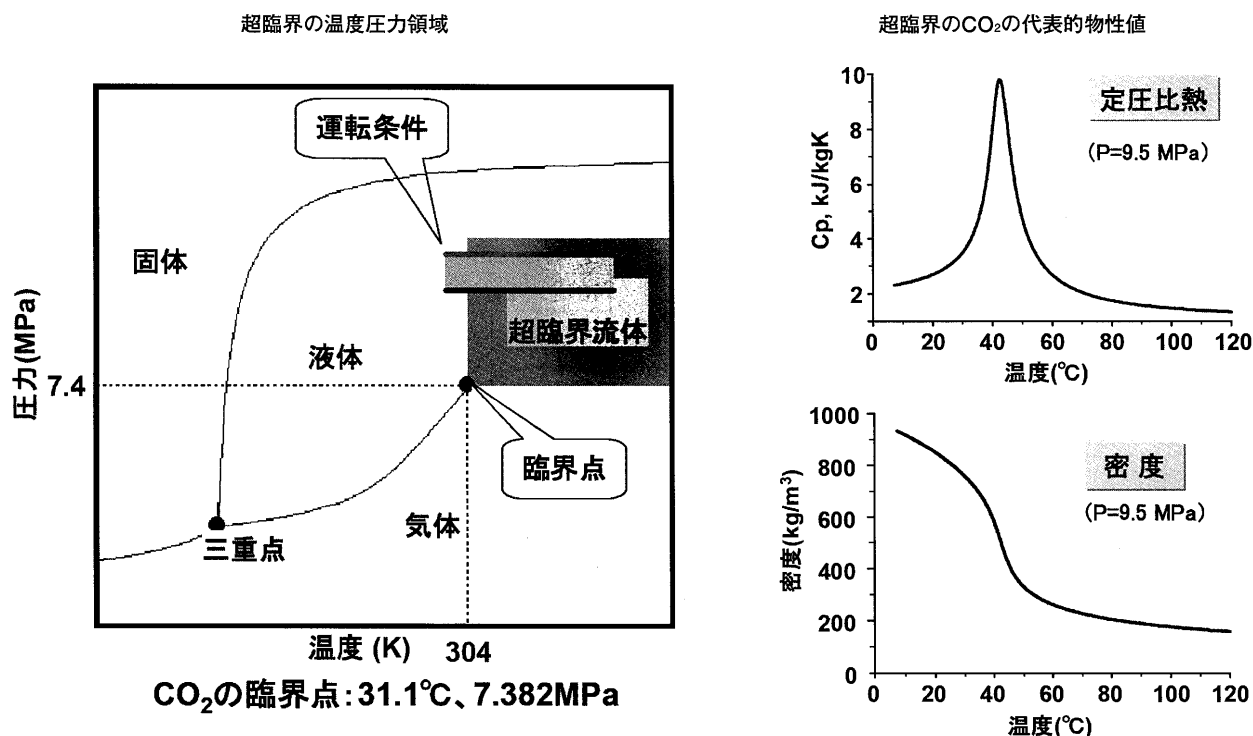 超臨界の温度圧力領域
運転条件
固体
液体
超臨界流体
圧力(MPa)
7.4
臨界点
気体
三重点
温度 (K) 304
CO₂の臨界点：31.1℃、7.382MPa
超臨界のCO₂の代表的物性値
定圧比熱
(P=9.5 MPa)
Cp, kJ/kgK
10
8
6
4
2
0 20 40 60 80 100 120
温度(℃)
密度
(P=9.5 MPa)
密度(kg/m³)
1000
800
600
400
200
0
0 20 40 60 80 100 120
温度(℃)